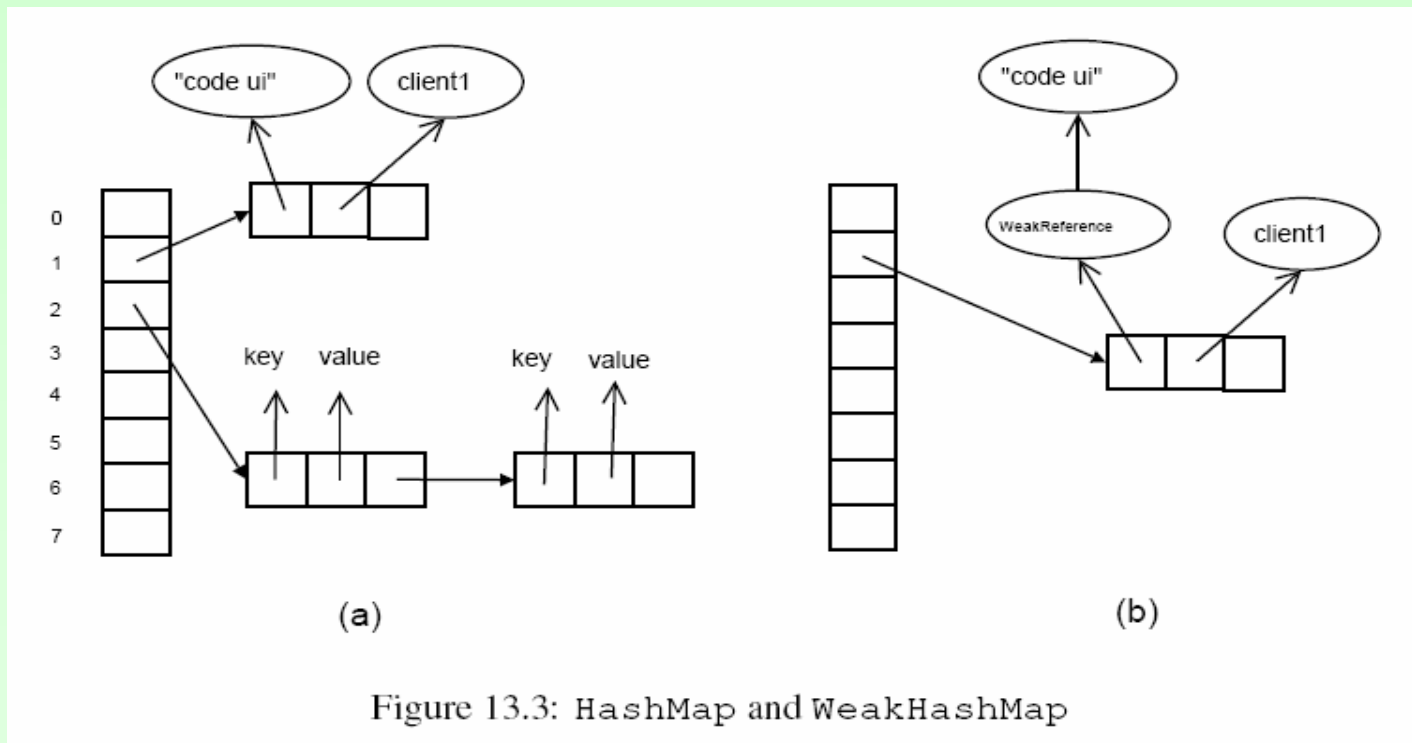 "code ui"
client1
0
1
2
3
4
5
6
7
key value
key value
(a)
"code ui"
WeakReference
client1
(b)
Figure 13.3: HashMap and WeakHashMap